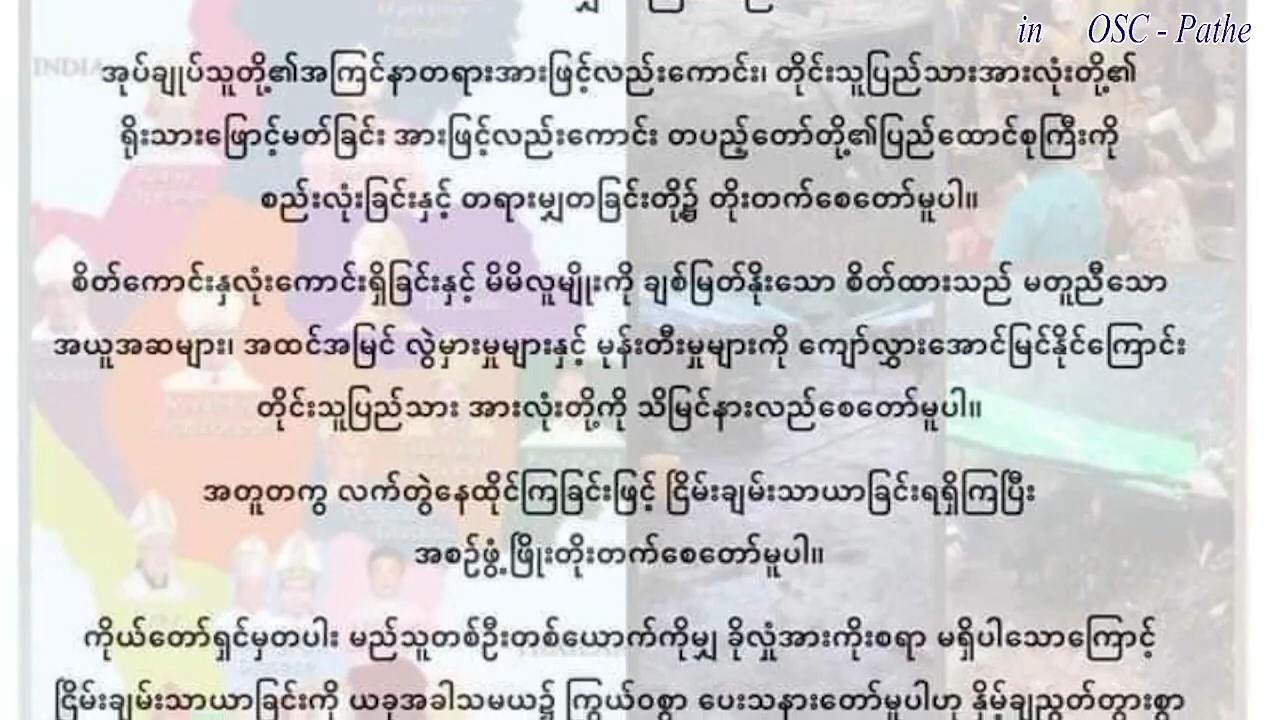 in OSC - Pathe
INDIA
အုပ်ချုပ်သူတို့၏အကြင်နာတရားအားဖြင့်လည်းကောင်း၊ တိုင်းသူပြည်သားအားလုံးတို့၏
ရိုးသားဖြောင့်မတ်ခြင်း အားဖြင့်လည်းကောင်း တပည့်တော်တို့၏ပြည်ထောင်စုကြီးကို
စည်းလုံးခြင်းနှင့် တရားမျှတခြင်းတို့၌ တိုးတက်စေတော်မူပါ။
စိတ်ကောင်းနှလုံးကောင်းရှိခြင်းနှင့် မိမိလူမျိုးကို ချစ်မြတ်နိုးသော စိတ်ထားသည် မတူညီသော
အယူအဆများ၊ အထင်အမြင် လွဲမှားမှုများနှင့် မုန်းတီးမှုများကို ကျော်လွှားအောင်မြင်နိုင်ကြောင်း
တိုင်းသူပြည်သား အားလုံးတို့ကို သိမြင်နားလည်စေတော်မူပါ။
အတူတကွ လက်တွဲနေထိုင်ကြခြင်းဖြင့် ငြိမ်းချမ်းသာယာခြင်းရရှိကြပြီး
အစဉ်ဖွံ့ဖြိုးတိုးတက်စေတော်မူပါ။
ကိုယ်တော်ရှင်မှတပါး မည်သူတစ်ဦးတစ်ယောက်ကိုမျှ ခိုလှုံအားကိုးစရာ မရှိပါသောကြောင့်
ငြိမ်းချမ်းသာယာခြင်းကို ယခုအခါသမယ၌ ကြွယ်ဝစွာ ပေးသနားတော်မူပါဟု နှိမ့်ချညွတ်တွားစွာ